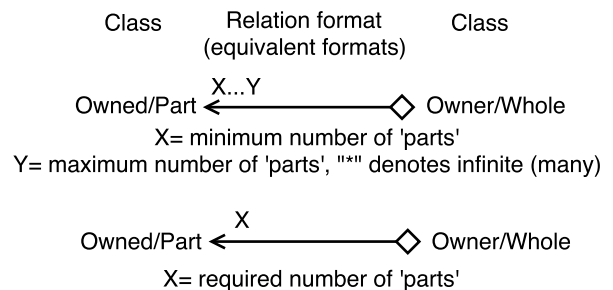 Class Relation format Class
(equivalent formats)
X...Y
Owned/Part Owner/Whole
X= minimum number of 'parts'
Y= maximum number of 'parts', "*" denotes infinite (many)
X
Owned/Part Owner/Whole
X= required number of 'parts'